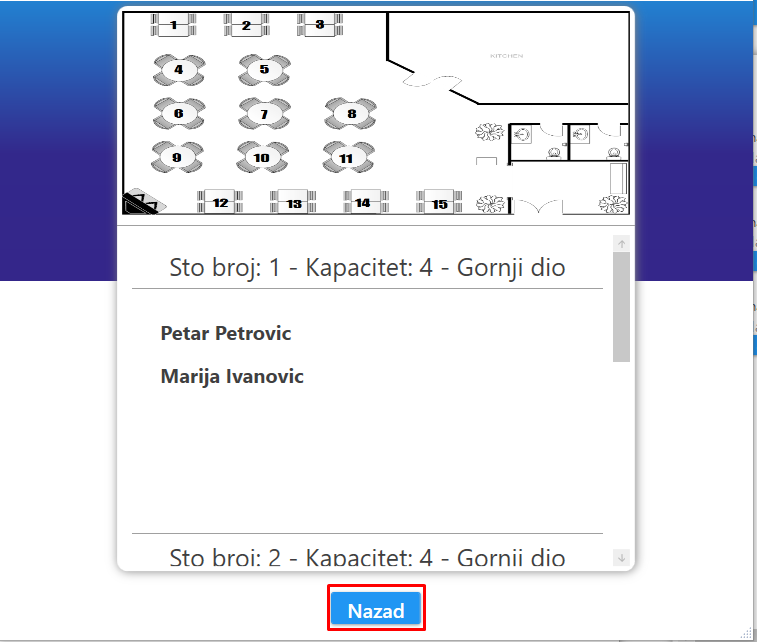 1 2 3
KITCHEN
4 5
6 7 8
9 10 11
12 13 14 15
Sto broj: 1 - Kapacitet: 4 - Gornji dio
Petar Petrovic
Marija Ivanovic
Sto broj: 2 - Kapacitet: 4 - Gornji dio
Nazad